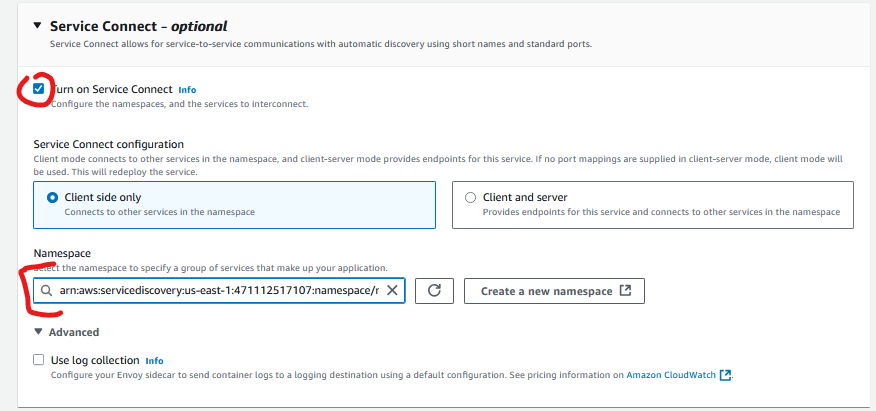 Service Connect - optional
Service Connect allows for service-to-service communications with automatic discovery using short names and standard ports.
Turn on Service Connect Info
Configure the namespaces, and the services to interconnect.
Service Connect configuration
Client mode connects to other services in the namespace, and client-server mode provides endpoints for this service. If no port mappings are supplied in client-server mode, client mode will
be used. This will redeploy the service.
Client side only
Connects to other services in the namespace
Client and server
Provides endpoints for this service and connects to other services in the namespace
Namespace
Select the namespace to specify a group of services that make up your application.
arn:aws:servicediscovery:us-east-1:471112517107:namespace/r
Create a new namespace
Advanced
Use log collection Info
Configure your Envoy sidecar to send container logs to a logging destination using a default configuration. See pricing information on Amazon CloudWatch.